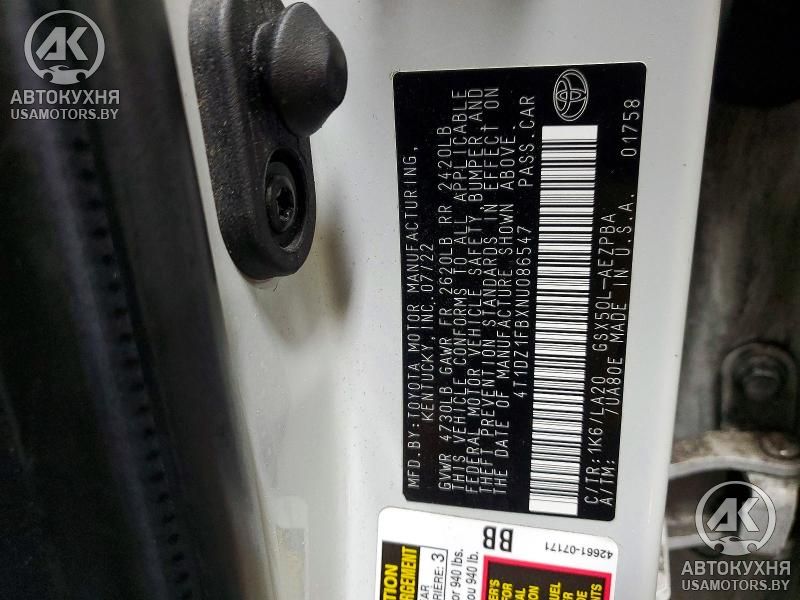 АВТОКУХНЯ
USAMOTORS.BY
MFD. BY: TOYOTA MOTOR MANUFACTURING,
KENTUCKY, INC. 07/22
GVWR 4730LB GAWR FR 2620LB RR 2420LB
THIS VEHICLE CONFORMS TO ALL APPLICABLE
FEDERAL MOTOR VEHICLE SAFETY, BUMPER AND
THEFT PREVENTION STANDARDS IN EFFECT ON
THE DATE OF MANUFACTURE SHOWN ABOVE.
4T1DZ1FBXNU086547 PASS. CAR
C/TR: 1K6/LA20 GSX50L-AEZPBA
A/TM: 70A80E MADE IN U.S.A. 01758
BB
42661-07171
АВТОКУХНЯ
USAMOTORS.BY